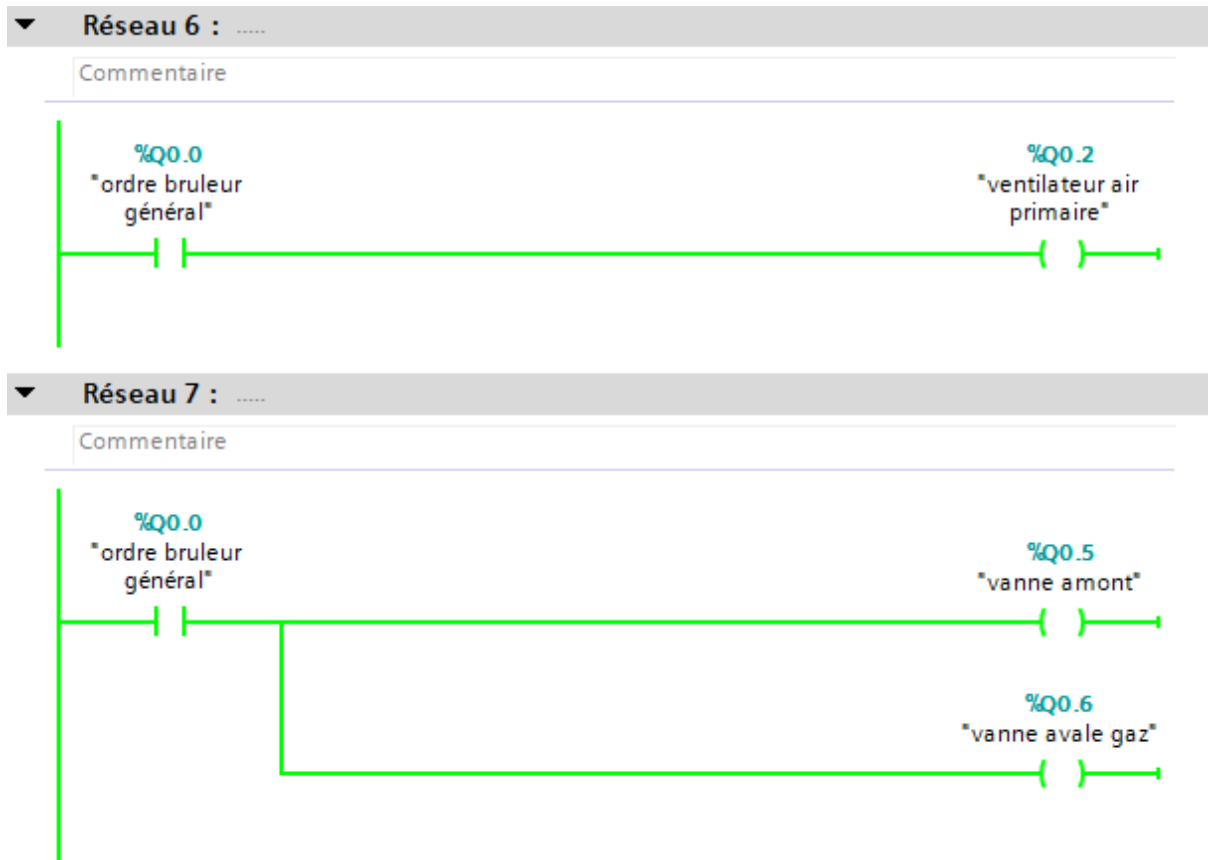 Réseau 6 : .....
Commentaire
%Q0.0
"ordre bruleur
général"
%Q0.2
"ventilateur air
primaire"
Réseau 7 : .....
Commentaire
%Q0.0
"ordre bruleur
général"
%Q0.5
"vanne amont"
%Q0.6
"vanne avale gaz"